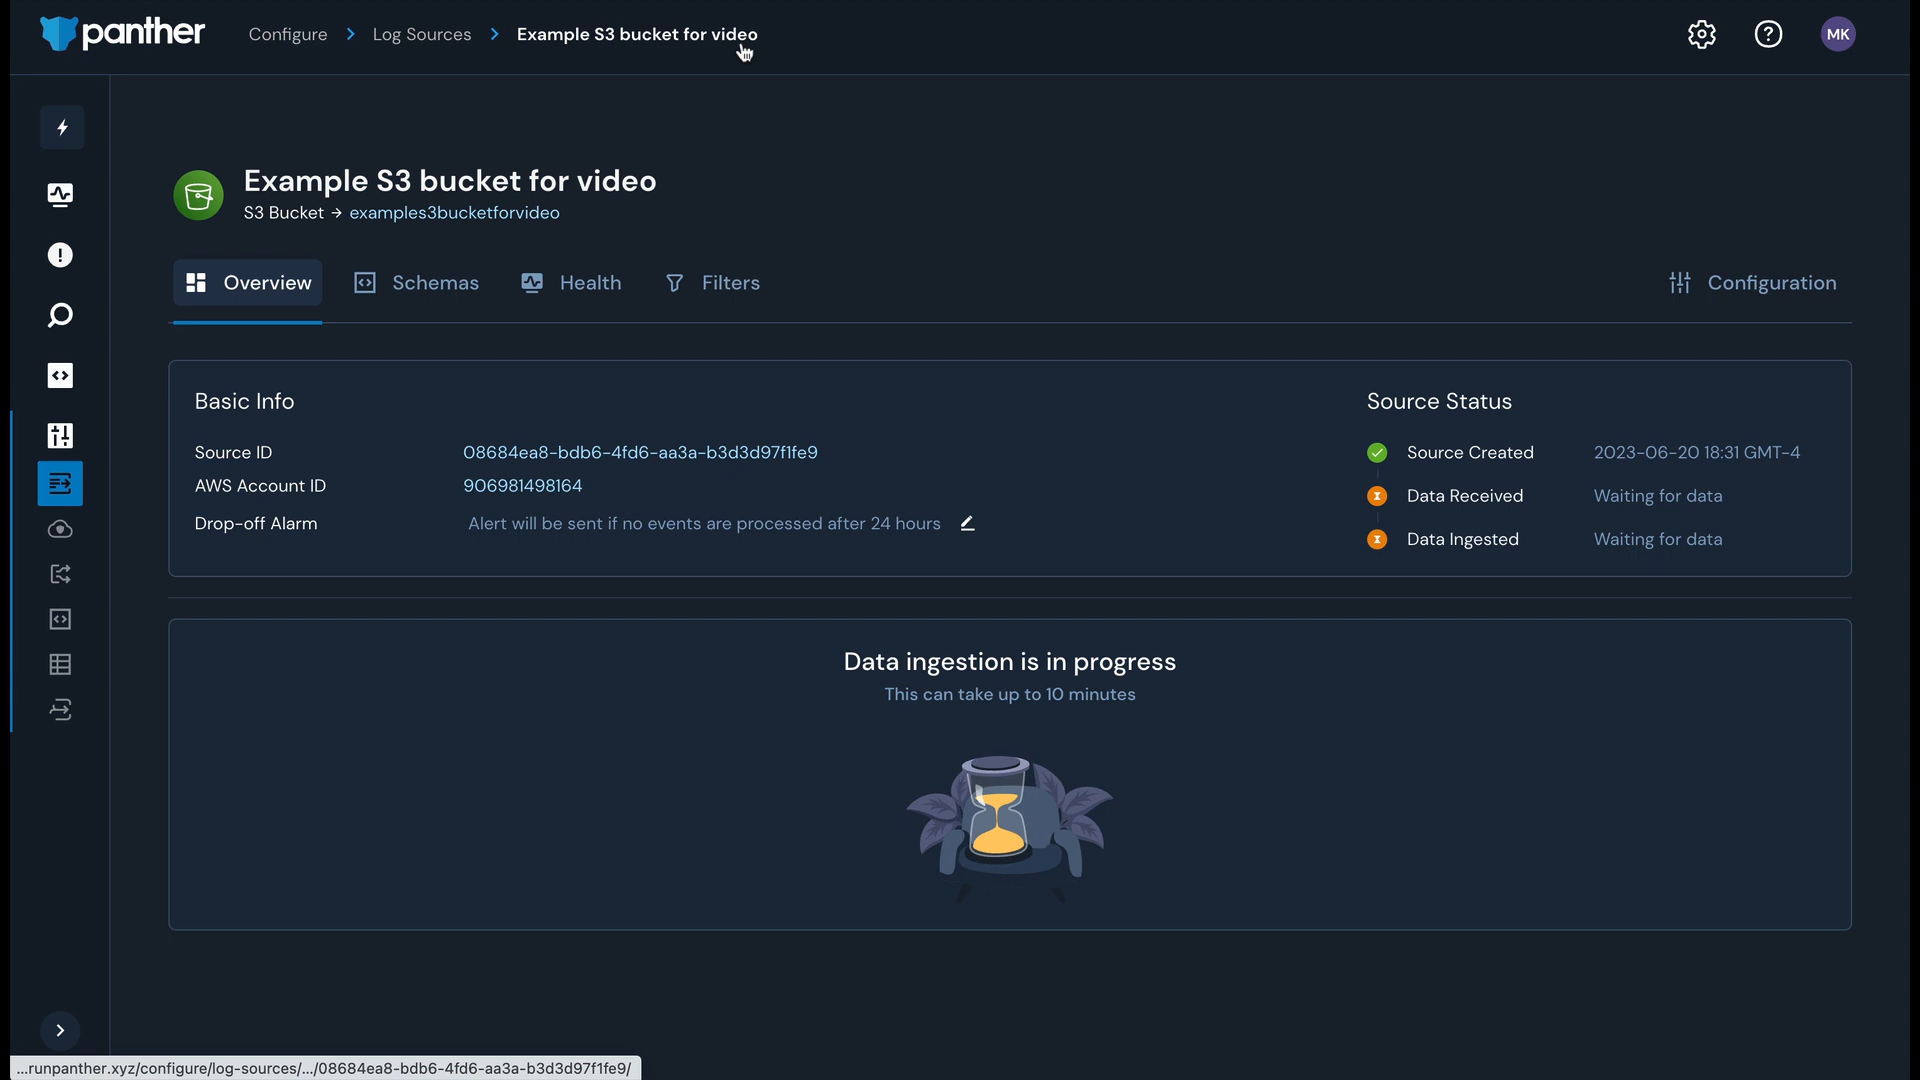 panther Configure Log Sources Example S3 bucket for video MK
Example S3 bucket for video
S3 Bucket → examples3bucketforvideo
Overview Schemas Health Filters Configuration
Basic Info
Source ID 08684ea8-bdb6-4fd6-aa3a-b3d3d97f1fe9
AWS Account ID 906981498164
Drop-off Alarm Alert will be sent if no events are processed after 24 hours
Source Status
Source Created 2023-06-20 18:31 GMT-4
Data Received Waiting for data
Data Ingested Waiting for data
Data ingestion is in progress
This can take up to 10 minutes
...runpanther.xyz/configure/log-sources/.../08684ea8-bdb6-4fd6-aa3a-b3d3d97f1fe9/